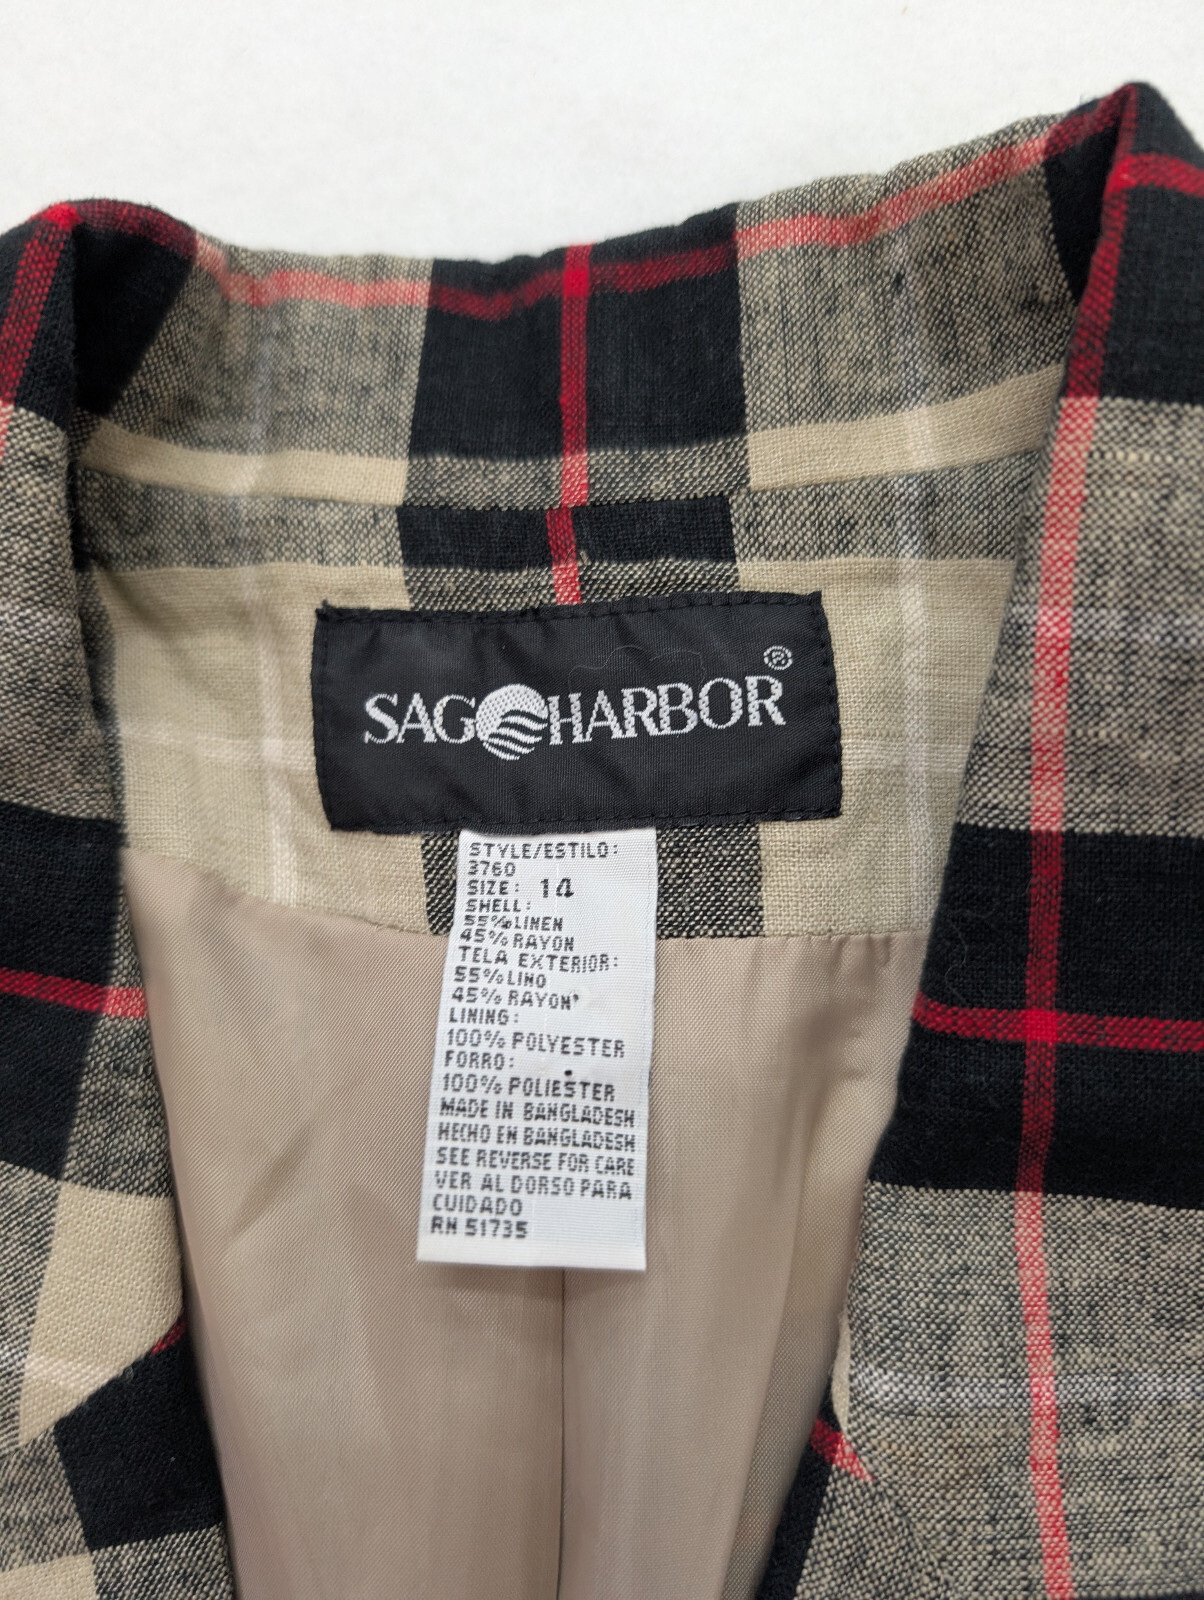 SAG HARBOR®
STYLE/ESTILO:
3760
SIZE: 14
SHELL:
55% LINEN
45% RAYON
TELA EXTERIOR:
55% LINO
45% RAYON
LINING:
100% POLYESTER
FORRO:
100% POLIESTER
MADE IN BANGLADESH
HECHO EN BANGLADESH
SEE REVERSE FOR CARE
VER AL DORSO PARA
CUIDADO
RN 51735